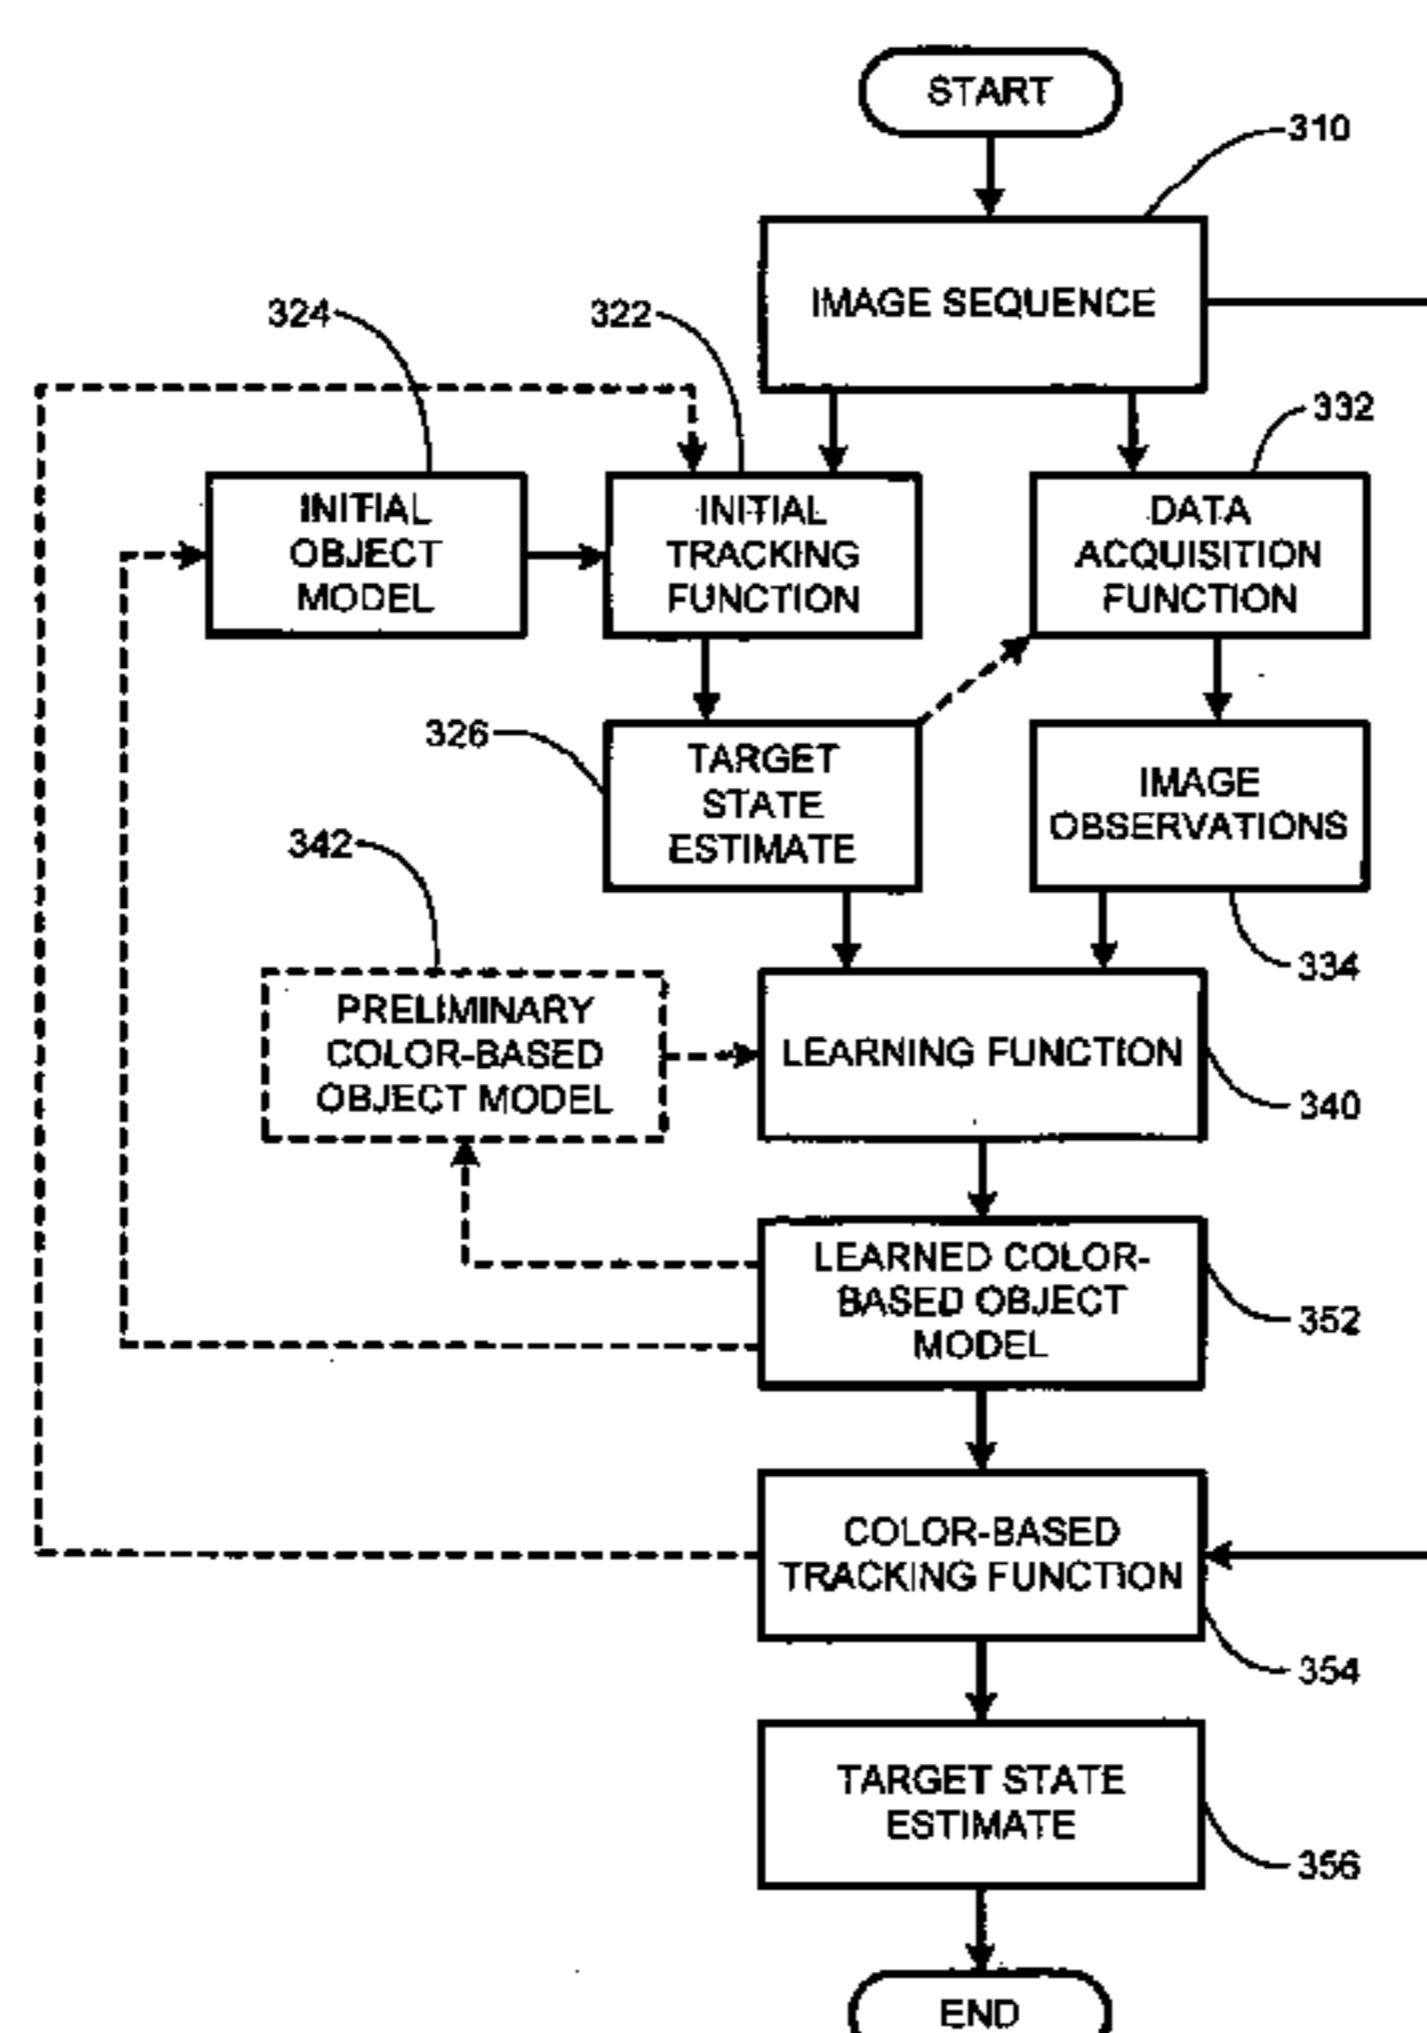 START
310
IMAGE SEQUENCE
324
322
332
INITIAL
OBJECT
MODEL
INITIAL
TRACKING
FUNCTION
DATA
ACQUISITION
FUNCTION
326
TARGET
STATE
ESTIMATE
IMAGE
OBSERVATIONS
342
334
PRELIMINARY
COLOR-BASED
OBJECT MODEL
LEARNING FUNCTION
340
LEARNED COLOR-
BASED OBJECT
MODEL
352
COLOR-BASED
TRACKING FUNCTION
354
TARGET STATE
ESTIMATE
356
END